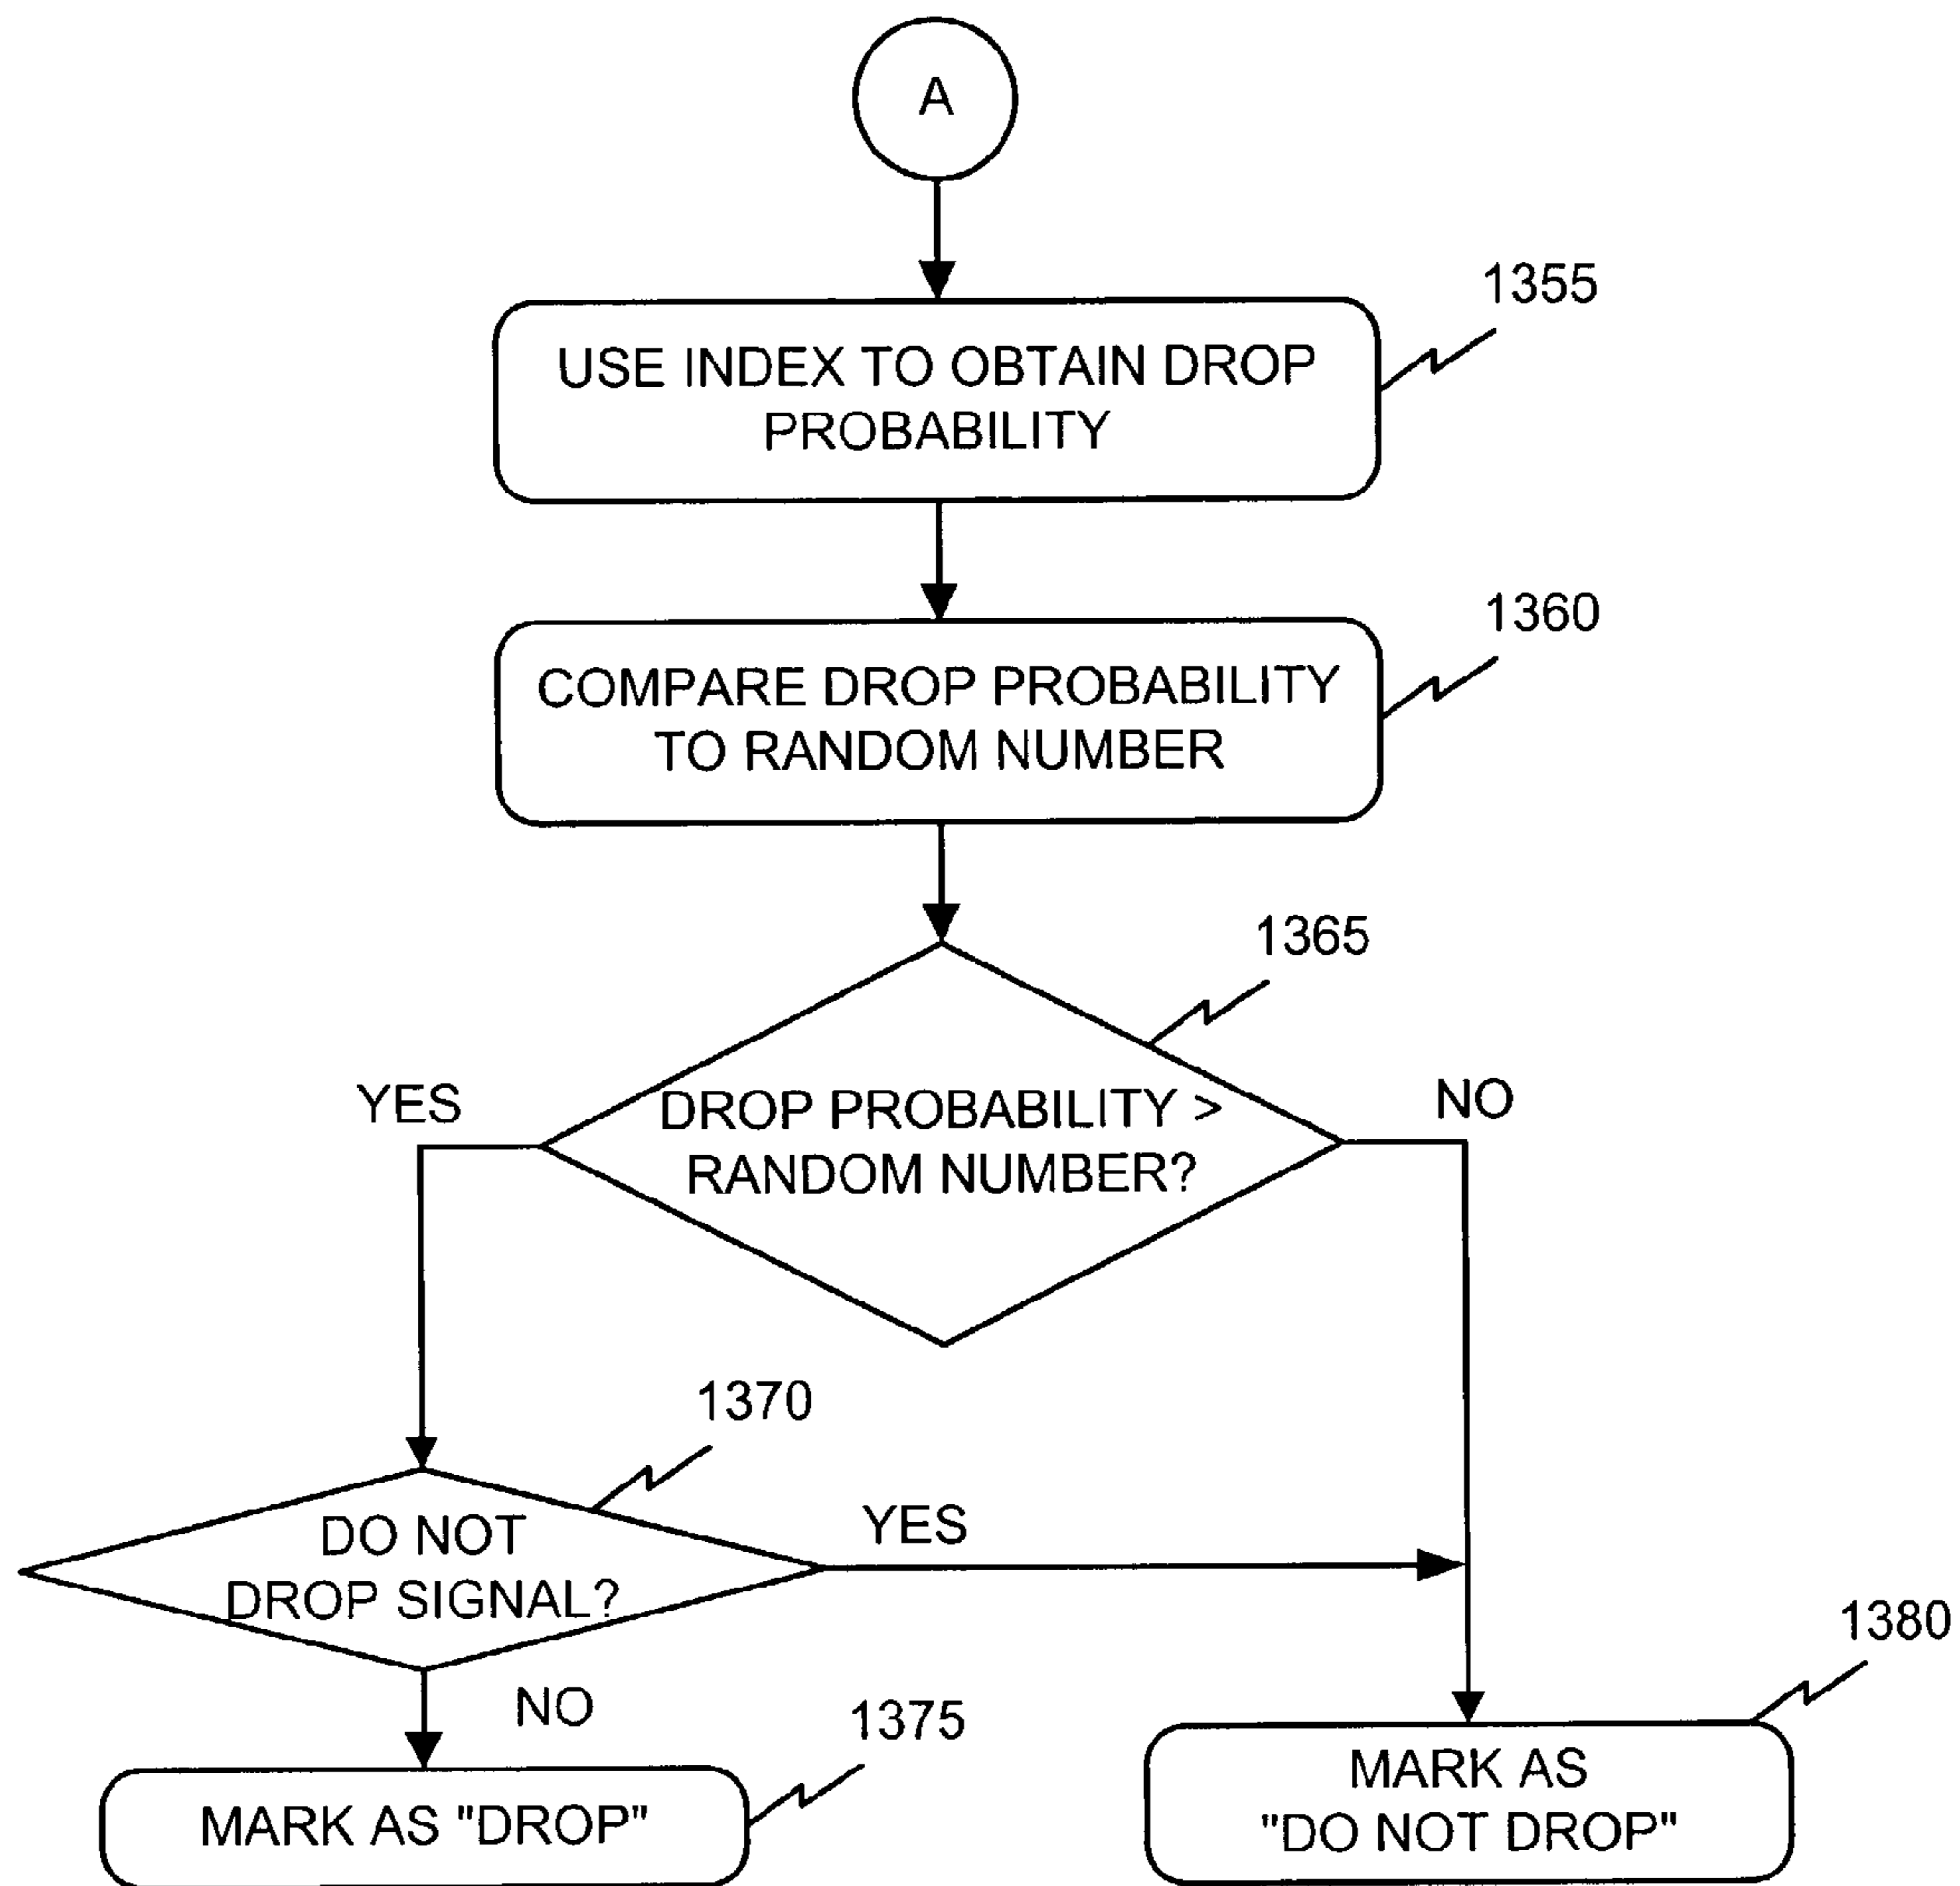 A
1355
USE INDEX TO OBTAIN DROP
PROBABILITY
1360
COMPARE DROP PROBABILITY
TO RANDOM NUMBER
1365
YES
DROP PROBABILITY >
RANDOM NUMBER?
NO
1370
DO NOT
DROP SIGNAL?
YES
1380
NO
1375
MARK AS "DROP"
MARK AS
"DO NOT DROP"